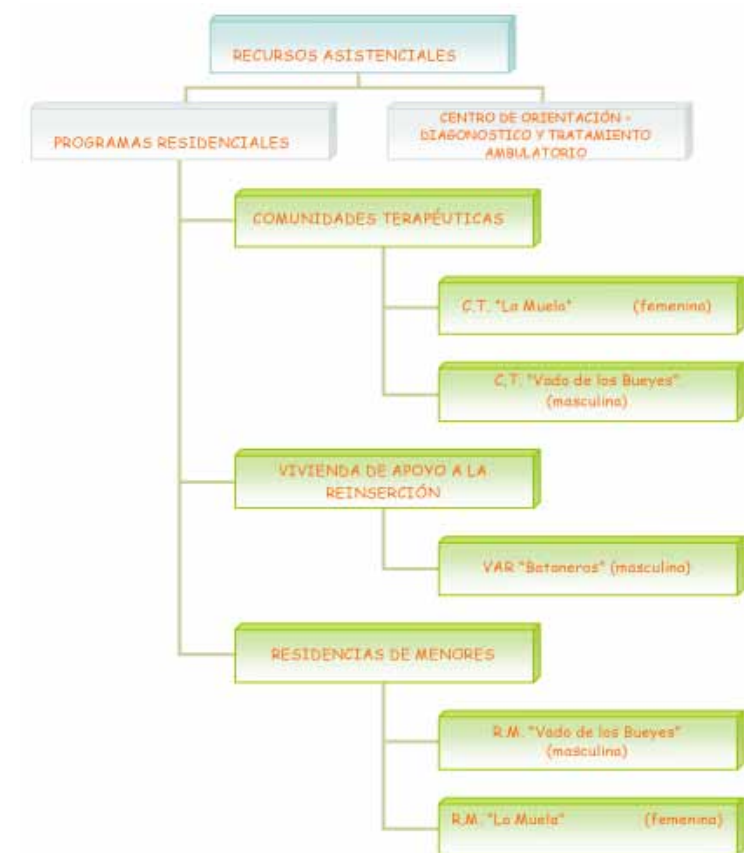 RECURSOS ASISTENCIALES
PROGRAMAS RESIDENCIALES
CENTRO DE ORIENTACIÓN -
DIAGONOSTICO Y TRATAMIENTO
AMBULATORIO
COMUNIDADES TERAPÉUTICAS
C.T. "La Muela" (femenina)
C.T. "Vado de los Bueyes"
(masculina)
VIVIENDA DE APOYO A LA
REINSERCIÓN
VAR "Bataneros" (masculina)
RESIDENCIAS DE MENORES
R.M. "Vado de los Bueyes"
(masculina)
R.M. "La Muela" (femenina)